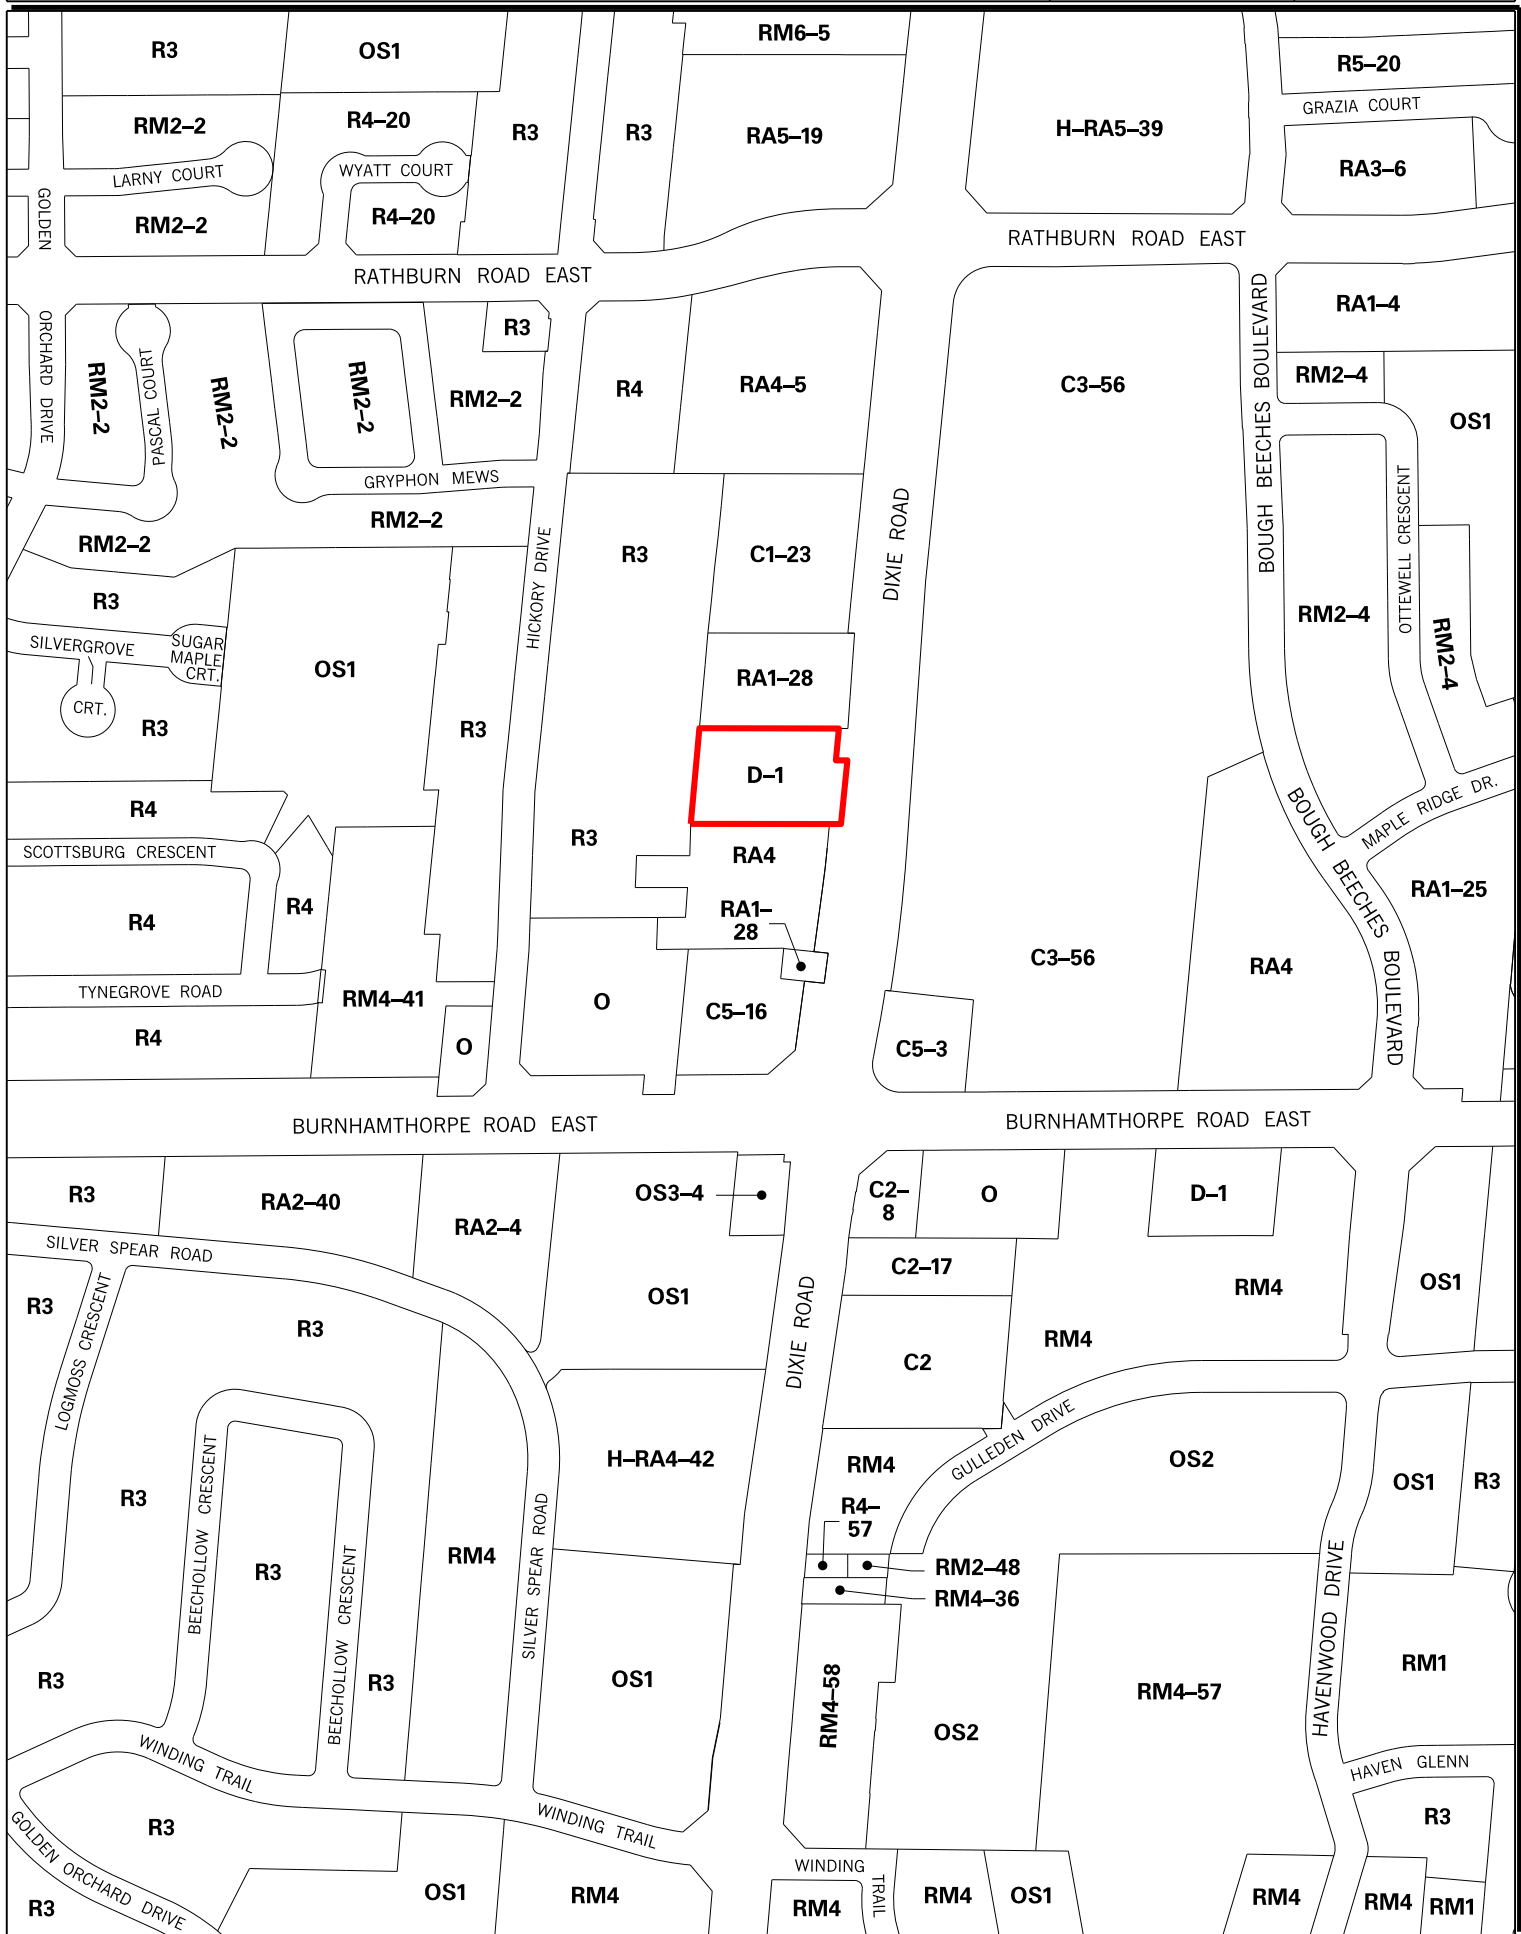 RM6–5
R3
OS1
R5–20
GRAZIA COURT
RM2–2
R4–20
R3
R3
RA5–19
H–RA5–39
LARNY COURT
WYATT COURT
RA3–6
GOLDEN
RM2–2
R4–20
RATHBURN ROAD EAST
RATHBURN ROAD EAST
ORCHARD DRIVE
R3
RA1–4
BOUGH BEECHES BOULEVARD
RM2–2
PASCAL COURT
RM2–2
RM2–2
RM2–2
R4
RA4–5
C3–56
RM2–4
OS1
GRYPHON MEWS
RM2–2
RM2–2
HICKORY DRIVE
R3
C1–23
DIXIE ROAD
OTTEWELL CRESCENT
R3
SILVERGROVE
SUGAR
MAPLE
CRT.
CRT.
R3
OS1
R3
RA1–28
RM2–4
RM2–4
D–1
R4
SCOTTSBURG CRESCENT
R3
RA4
BOUGH BEECHES BOULEVARD
MAPLE RIDGE DR.
RA1–25
R4
R4
RA1–
28
C3–56
RA4
TYNEGROVE ROAD
RM4–41
O
C5–16
R4
O
C5–3
BURNHAMTHORPE ROAD EAST
BURNHAMTHORPE ROAD EAST
R3
RA2–40
RA2–4
OS3–4
C2–
8
O
D–1
SILVER SPEAR ROAD
C2–17
R3
LOGMOSS CRESCENT
R3
OS1
DIXIE ROAD
RM4
OS1
RM4
C2
H–RA4–42
RM4
GULLEDEN DRIVE
OS2
OS1
R3
R3
BEECHOLLOW CRESCENT
R4–
57
R3
BEECHOLLOW CRESCENT
RM4
SILVER SPEAR ROAD
RM2–48
RM4–36
HAVENWOOD DRIVE
R3
R3
OS1
RM4–58
OS2
RM4–57
RM1
WINDING TRAIL
HAVEN GLENN
R3
WINDING TRAIL
R3
GOLDEN ORCHARD DRIVE
WINDING
TRAIL
R3
OS1
RM4
RM4
RM4
OS1
RM4
RM4
RM1